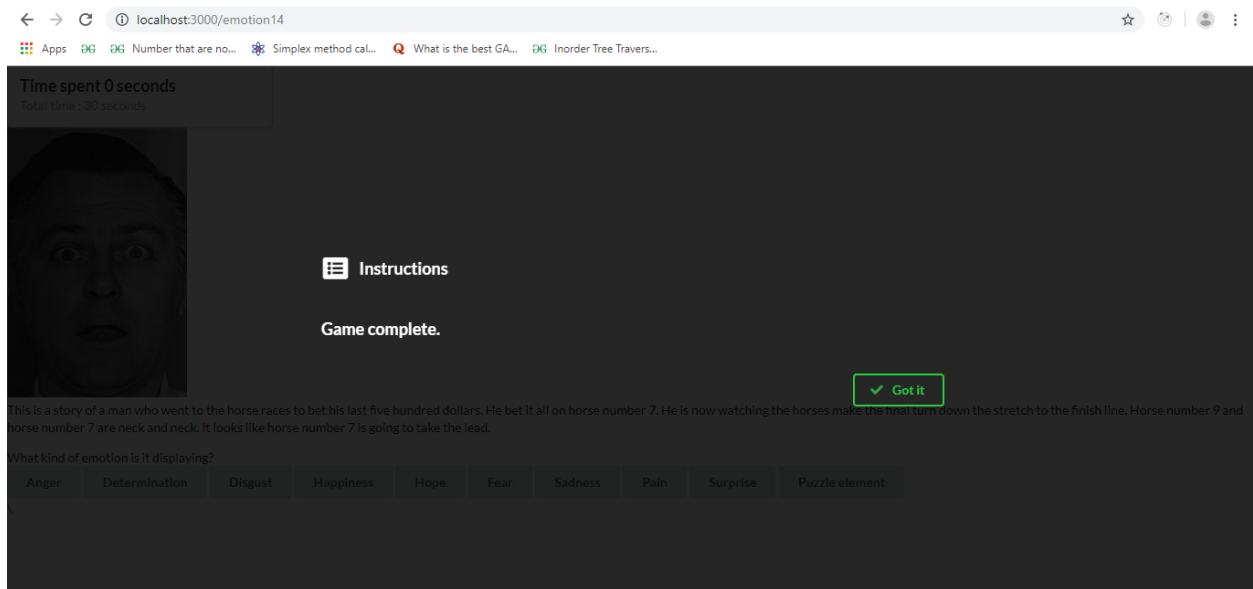 localhost:3000/emotion14
Apps GG GG Number that are no... Simplex method cal... Q What is the best GA... GG Inorder Tree Travers...
Time spent 0 seconds
Total time : 30 seconds
Instructions
Game complete.
Got it
This is a story of a man who went to the horse races to bet his last five hundred dollars. He bet it all on horse number 7. He is now watching the horses make the final turn down the stretch to the finish line. Horse number 9 and
horse number 7 are neck and neck. It looks like horse number 7 is going to take the lead.
What kind of emotion is it displaying?
Anger Determination Disgust Happiness Hope Fear Sadness Pain Surprise Puzzle element
\